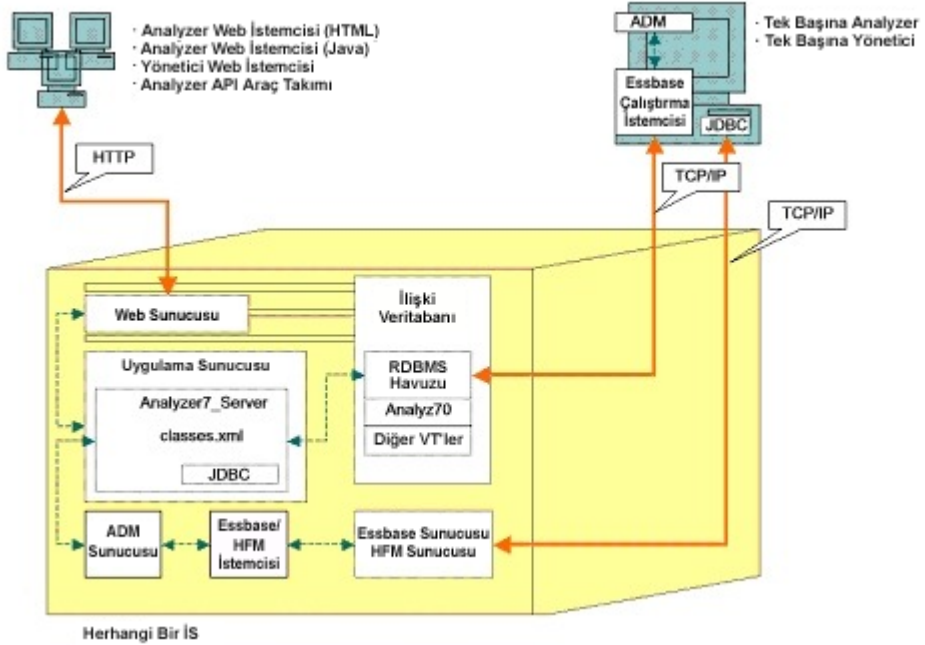 · Analyzer Web İstemcisi (HTML)
· Analyzer Web İstemcisi (Java)
· Yönetici Web İstemcisi
· Analyzer API Araç Takımı
ADM
Essbase
Çalıştırma
İstemcisi
JDBC
· Tek Başına Analyzer
· Tek Başına Yönetici
HTTP
TCP/IP
TCP/IP
Web Sunucusu
İlişki
Veritabanı
Uygulama Sunucusu
Analyzer7_Server
classes.xml
JDBC
RDBMS
Havuzu
Analyz70
Diğer VT'ler
ADM
Sunucusu
Essbase/
HFM
İstemcisi
Essbase Sunucusu
HFM Sunucusu
Herhangi Bir İS